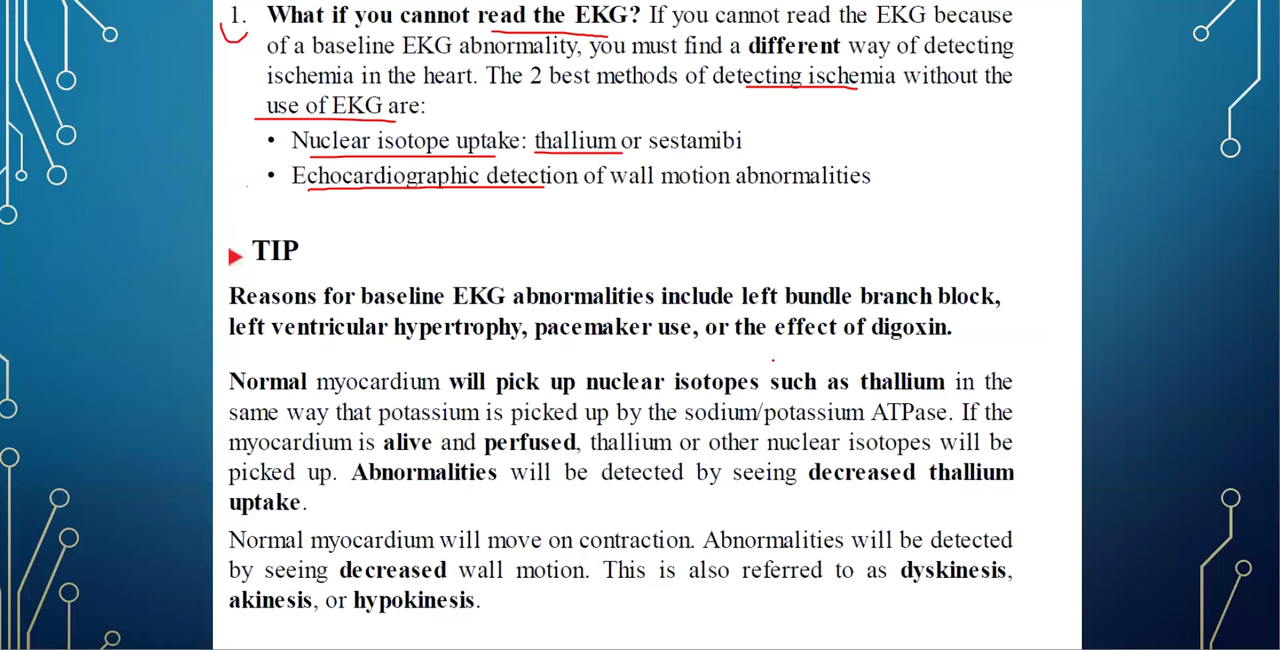 1. What if you cannot read the EKG? If you cannot read the EKG because
of a baseline EKG abnormality, you must find a different way of detecting
ischemia in the heart. The 2 best methods of detecting ischemia without the
use of EKG are:
• Nuclear isotope uptake: thallium or sestamibi
• Echocardiographic detection of wall motion abnormalities
TIP
Reasons for baseline EKG abnormalities include left bundle branch block,
left ventricular hypertrophy, pacemaker use, or the effect of digoxin.
Normal myocardium will pick up nuclear isotopes such as thallium in the
same way that potassium is picked up by the sodium/potassium ATPase. If the
myocardium is alive and perfused, thallium or other nuclear isotopes will be
picked up. Abnormalities will be detected by seeing decreased thallium
uptake.
Normal myocardium will move on contraction. Abnormalities will be detected
by seeing decreased wall motion. This is also referred to as dyskinesis,
akinesis, or hypokinesis.